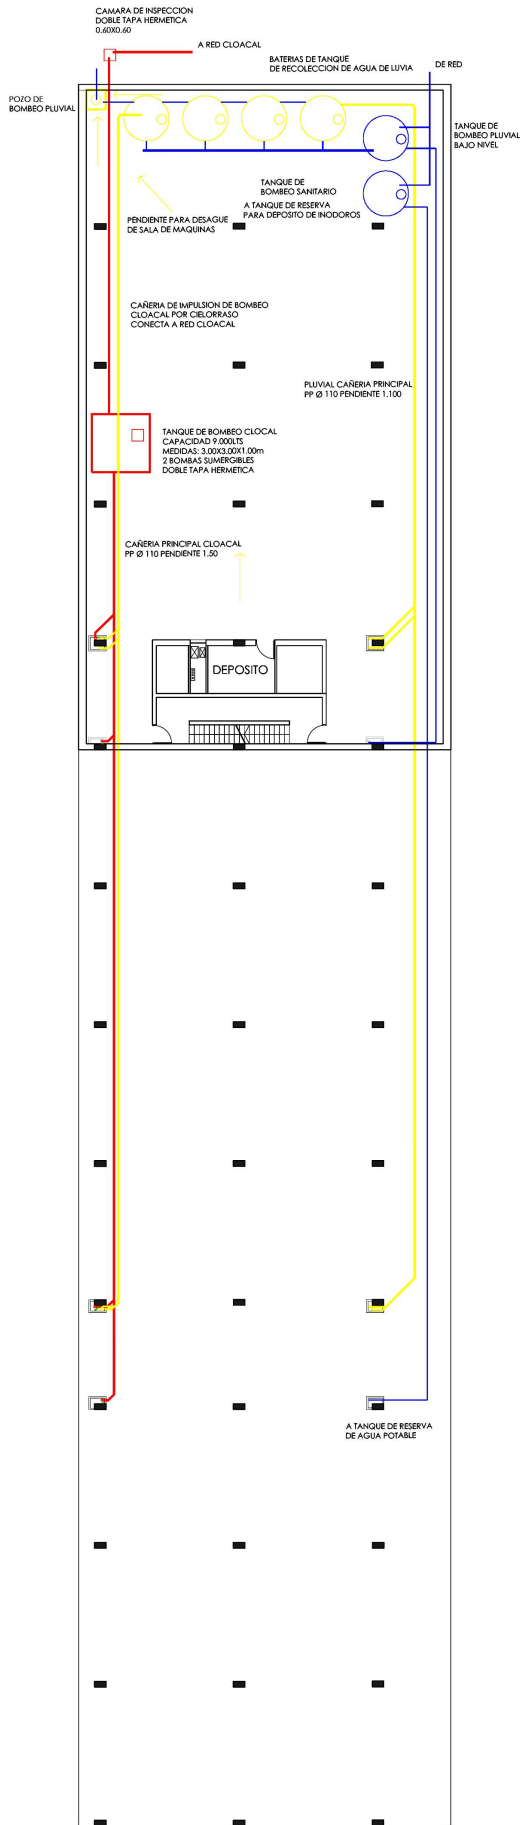 CAMARA DE INSPECCION
DOBLE TAPA HERMETICA
0.60X0.60
A RED CLOACAL
BATERIAS DE TANQUE
DE RECOLECCION DE AGUA DE LUVIA
DE RED
POZO DE
BOMBEO PLUVIAL
TANQUE DE
BOMBEO PLUVIAL
BAJO NIVEL
TANQUE DE
BOMBEO SANITARIO
A TANQUE DE RESERVA
PARA DEPOSITO DE INODOROS
PENDIENTE PARA DESAGUE
DE SALA DE MAQUINAS
CAÑERIA DE IMPULSION DE BOMBEO
CLOACAL POR CIELORRASO
CONECTA A RED CLOACAL
PLUVIAL CAÑERIA PRINCIPAL
PP Ø 110 PENDIENTE 1.100
TANQUE DE BOMBEO CLOCAL
CAPACIDAD 9.000LTS
MEDIDAS: 3.00X3.00X1.00m
2 BOMBAS SUMERGIBLES
DOBLE TAPA HERMETICA
CAÑERIA PRINCIPAL CLOACAL
PP Ø 110 PENDIENTE 1.50
DEPOSITO
A TANQUE DE RESERVA
DE AGUA POTABLE